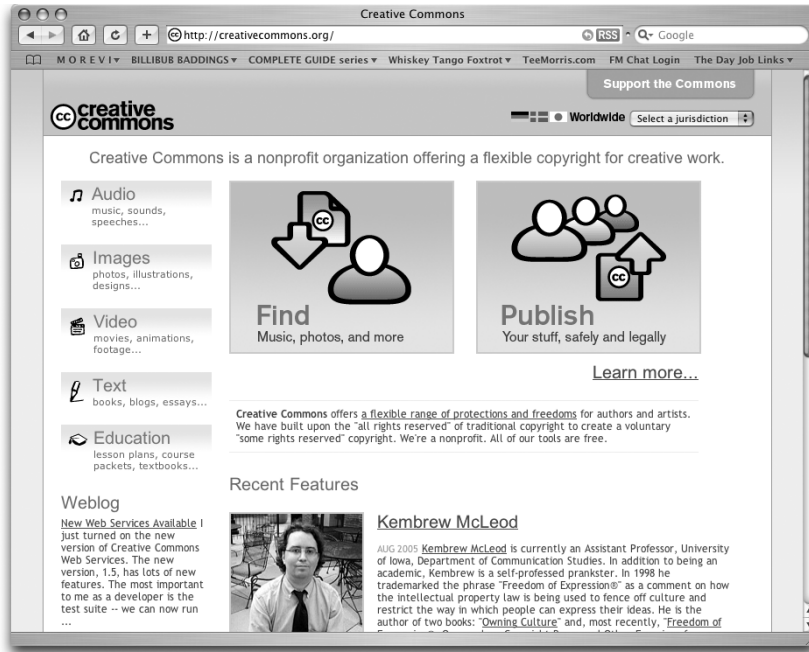 Creative Commons
http://creativecommons.org/
RSS
Google
M O R E V I BILLIBUB BADDINGS COMPLETE GUIDE series Whiskey Tango Foxtrot TeeMorris.com FM Chat Login The Day Job Links
Support the Commons
cc creative
commons
Worldwide Select a jurisdiction
Creative Commons is a nonprofit organization offering a flexible copyright for creative work.
Audio
music, sounds,
speeches...
Images
photos, illustrations,
designs...
Video
movies, animations,
footage...
Text
books, blogs, essays...
Education
lesson plans, course
packets, textbooks...
Weblog
New Web Services Available I
just turned on the new
version of Creative Commons
Web Services. The new
version, 1.5, has lots of new
features. The most important
to me as a developer is the
test suite -- we can now run
...
cc
Find
Music, photos, and more
cc
Publish
Your stuff, safely and legally
Learn more...
Creative Commons offers a flexible range of protections and freedoms for authors and artists.
We have built upon the "all rights reserved" of traditional copyright to create a voluntary
"some rights reserved" copyright. We're a nonprofit. All of our tools are free.
Recent Features
Kembrew McLeod
AUG 2005 Kembrew McLeod is currently an Assistant Professor, University
of Iowa, Department of Communication Studies. In addition to being an
academic, Kembrew is a self-professed prankster. In 1998 he
trademarked the phrase "Freedom of Expression®" as a comment on how
the intellectual property law is being used to fence off culture and
restrict the way in which people can express their ideas. He is the
author of two books: "Owning Culture" and, most recently, "Freedom of